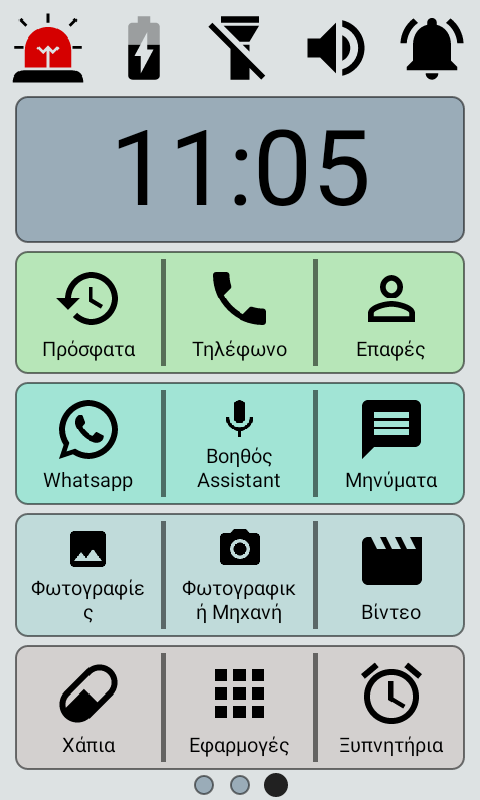 11:05
Πρόσφατα
Τηλέφωνο
Επαφές
Whatsapp
Βοηθός
Assistant
Μηνύματα
Φωτογραφίε
ς
Φωτογραφικ
ή Μηχανή
Βίντεο
Χάπια
Εφαρμογές
Ξυπνητήρια